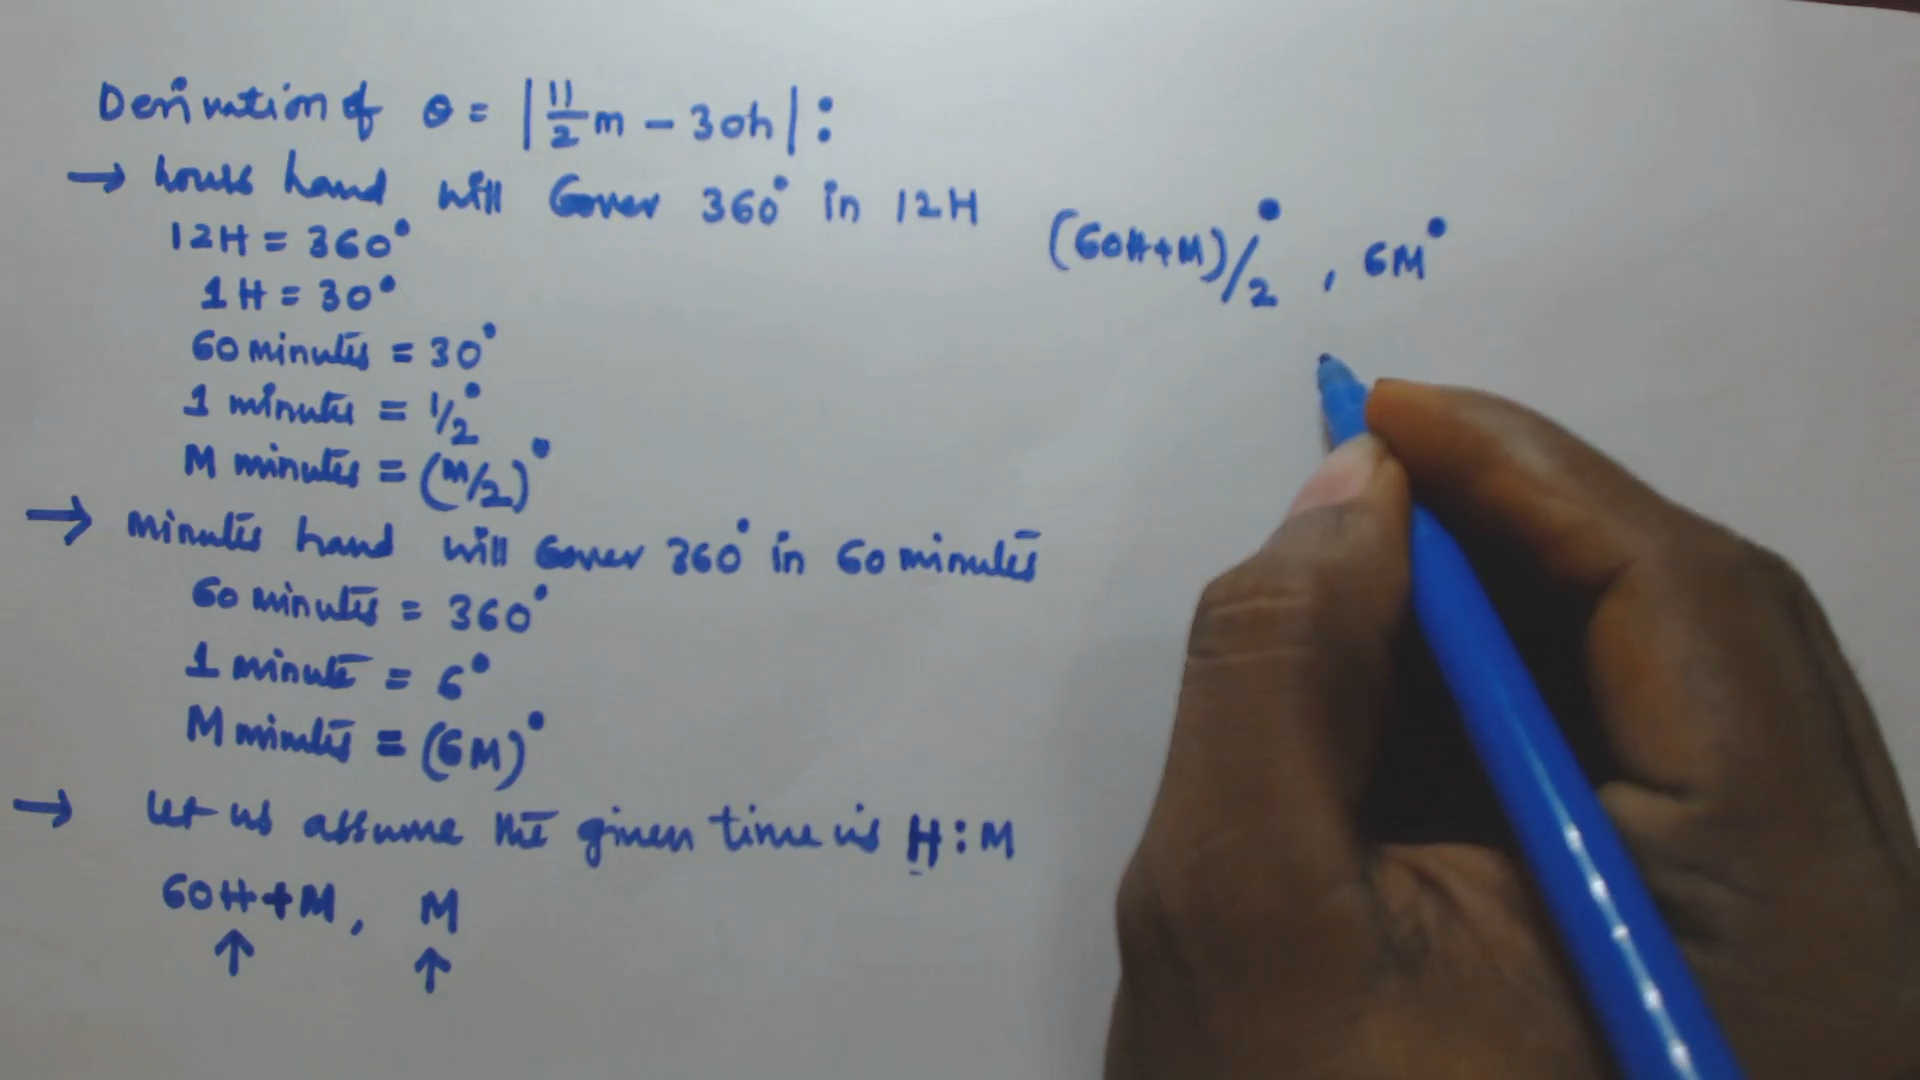 Derivation of θ = |11/2 m - 30h| :
→ hours hand will Cover 360° in 12H
12H = 360°
1H = 30°
60 minutes = 30°
1 minutes = 1/2°
M minutes = (M/2)°
→ minutes hand will Cover 360° in 60 minutes
60 minutes = 360°
1 minute = 6°
M minutes = (6M)°
→ let us assume the given time is H : M
60H+M, M
↑ ↑
(60H+M)/2°, 6M°